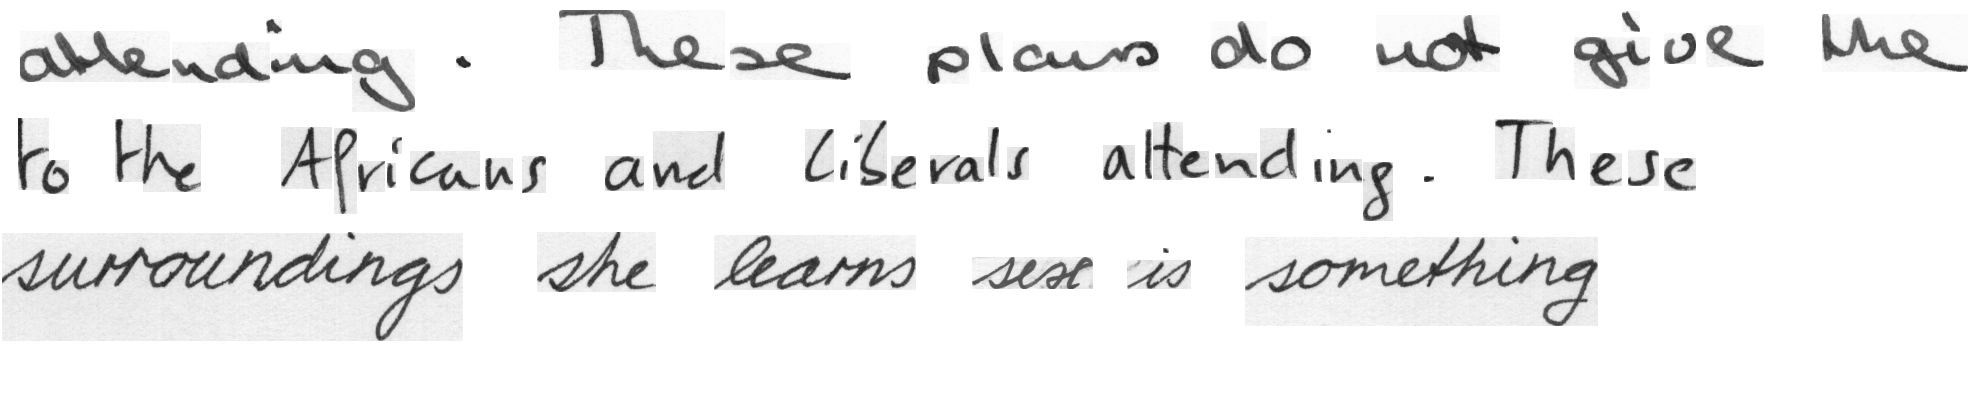 attending. These plans do not give the
to the Africans and liberals attending. These
surroundings she learns sex is something